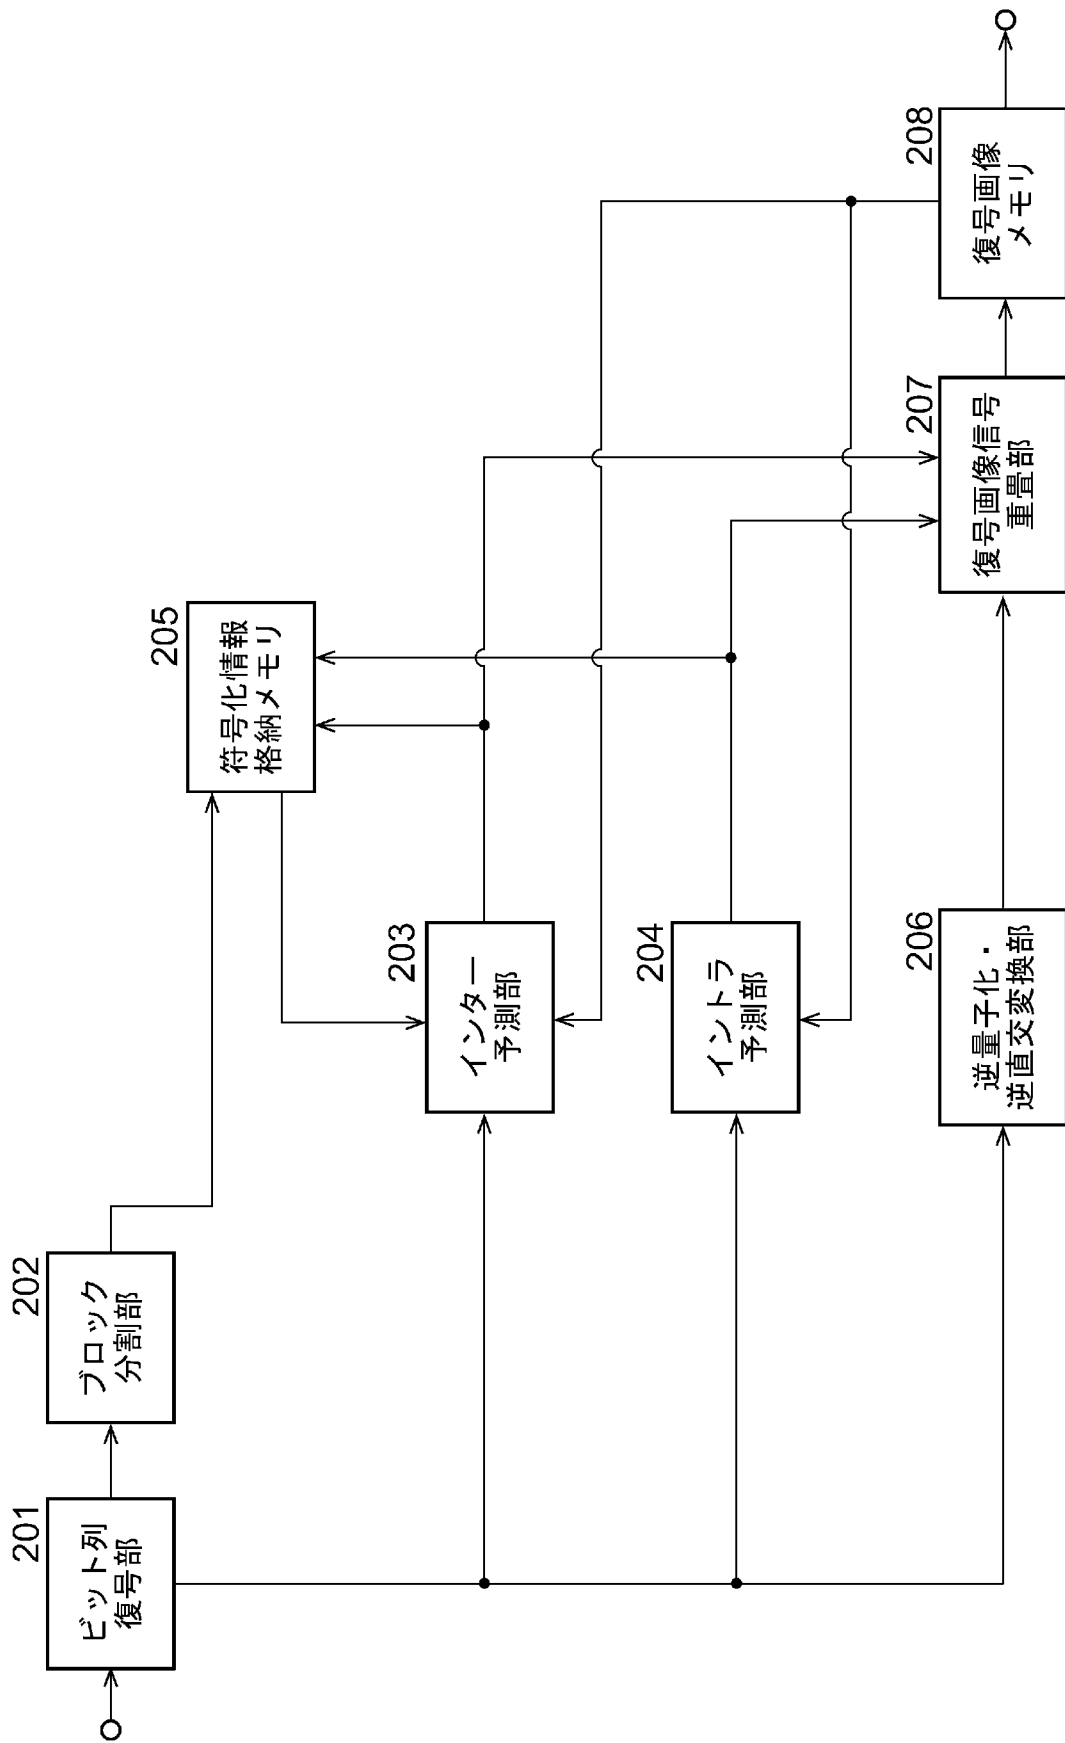 201
ビット列
復号部
202
ブロック
分割部
205
符号化情報
格納メモリ
203
インター
予測部
204
イントラ
予測部
206
逆量子化・
逆直交変換部
207
復号画像信号
重畳部
208
復号画像
メモリ